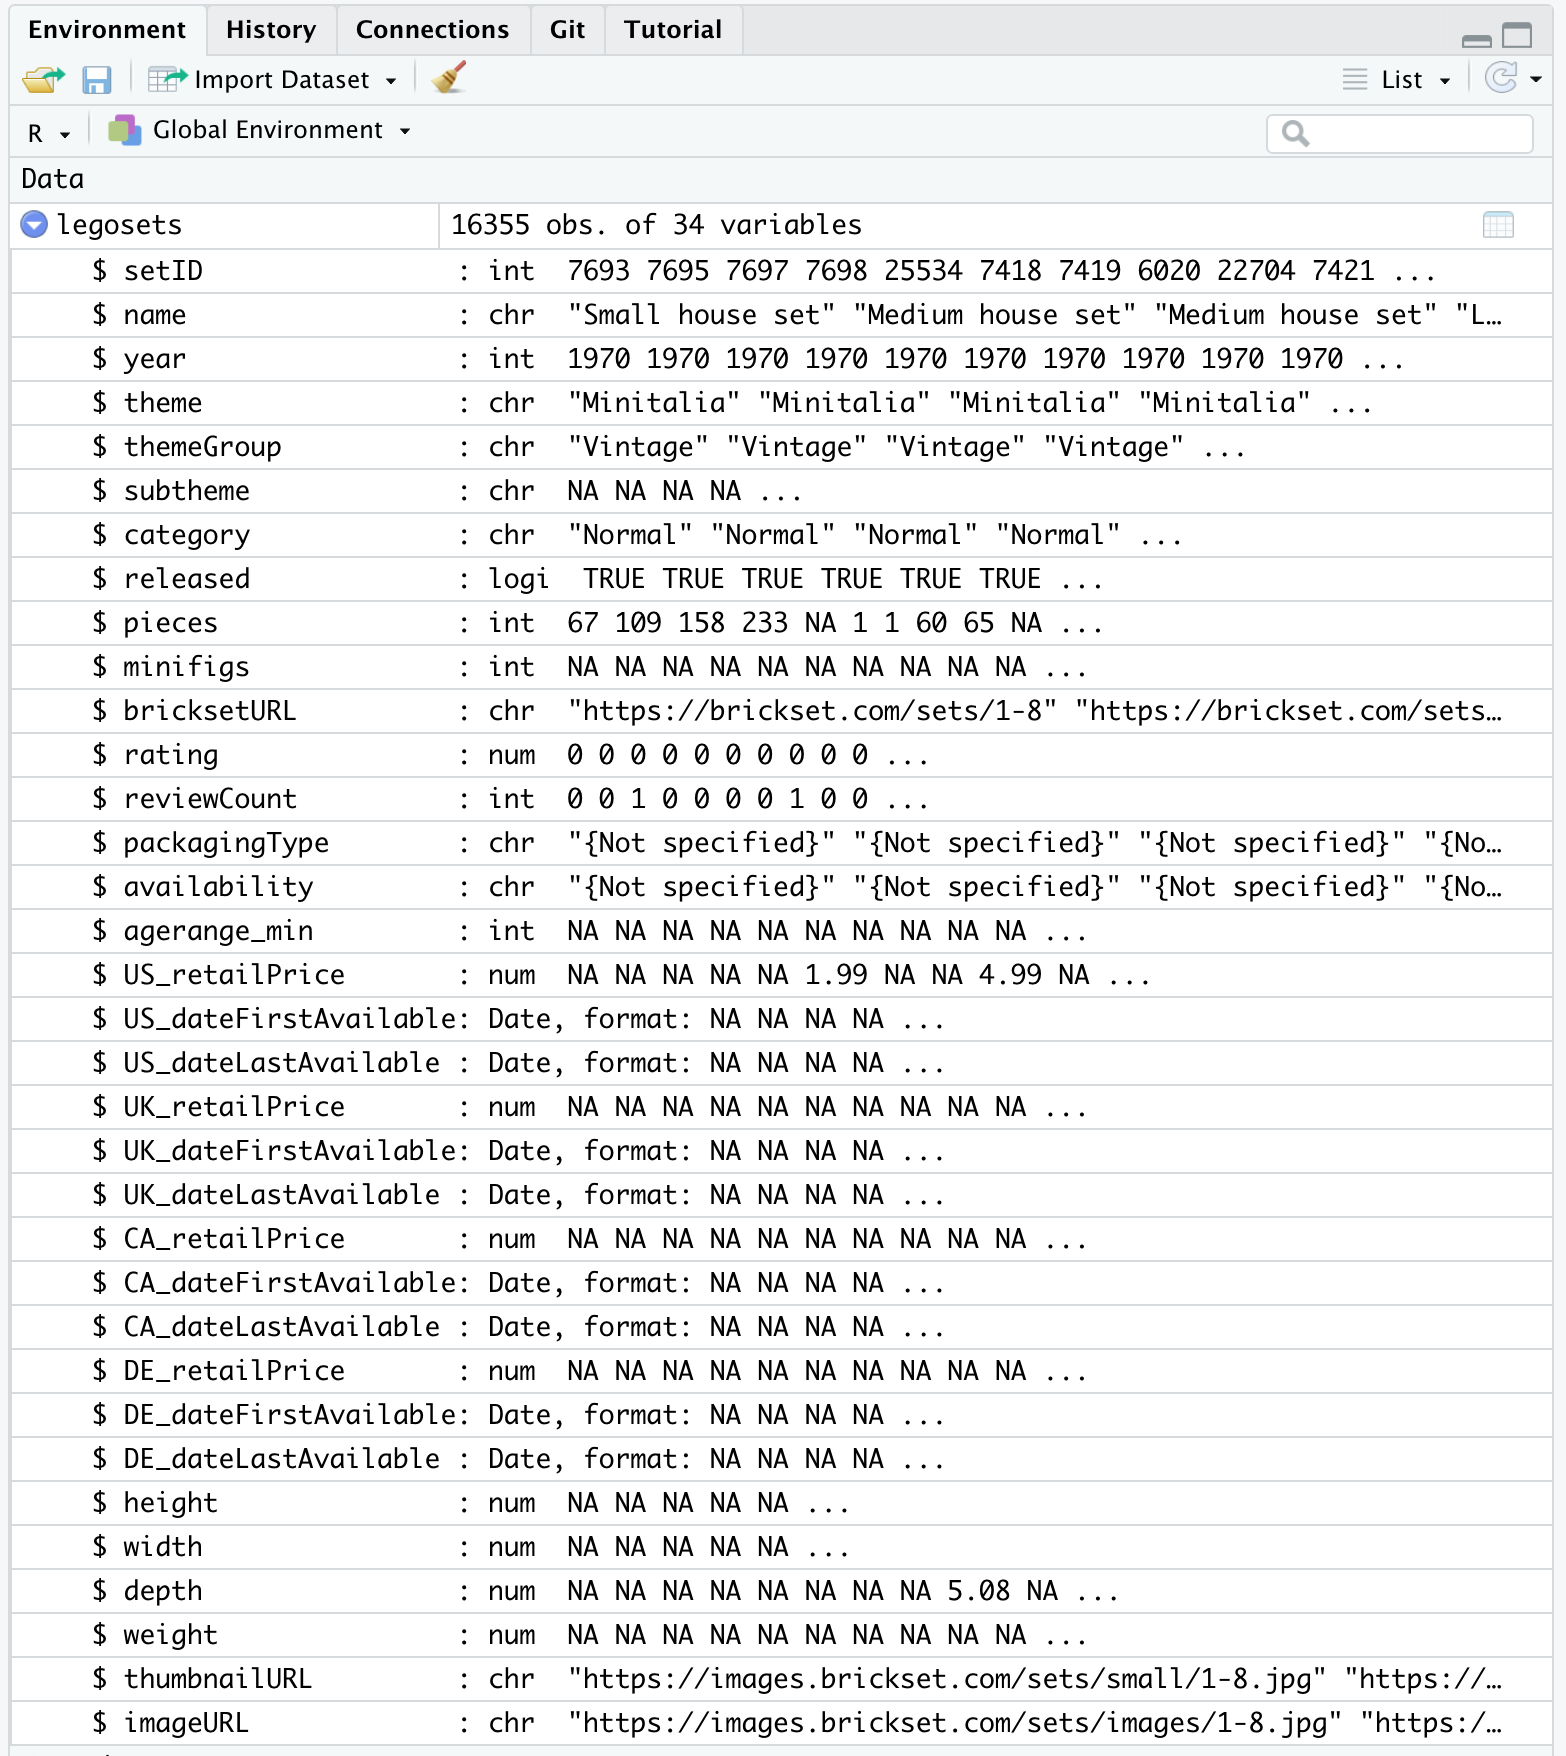 Environment History Connections Git Tutorial
Import Dataset List
R Global Environment
Data
legosets 16355 obs. of 34 variables
$ setID : int 7693 7695 7697 7698 25534 7418 7419 6020 22704 7421 ...
$ name : chr "Small house set" "Medium house set" "Medium house set" "L…
$ year : int 1970 1970 1970 1970 1970 1970 1970 1970 1970 1970 ...
$ theme : chr "Minitalia" "Minitalia" "Minitalia" "Minitalia" ...
$ themeGroup : chr "Vintage" "Vintage" "Vintage" "Vintage" ...
$ subtheme : chr NA NA NA NA ...
$ category : chr "Normal" "Normal" "Normal" "Normal" ...
$ released : logi TRUE TRUE TRUE TRUE TRUE TRUE ...
$ pieces : int 67 109 158 233 NA 1 1 60 65 NA ...
$ minifigs : int NA NA NA NA NA NA NA NA NA NA ...
$ bricksetURL : chr "https://brickset.com/sets/1-8" "https://brickset.com/sets…
$ rating : num 0 0 0 0 0 0 0 0 0 0 ...
$ reviewCount : int 0 0 1 0 0 0 0 1 0 0 ...
$ packagingType : chr "{Not specified}" "{Not specified}" "{Not specified}" "{No…
$ availability : chr "{Not specified}" "{Not specified}" "{Not specified}" "{No…
$ agerange_min : int NA NA NA NA NA NA NA NA NA NA ...
$ US_retailPrice : num NA NA NA NA NA 1.99 NA NA 4.99 NA ...
$ US_dateFirstAvailable: Date, format: NA NA NA NA ...
$ US_dateLastAvailable : Date, format: NA NA NA NA ...
$ UK_retailPrice : num NA NA NA NA NA NA NA NA NA NA ...
$ UK_dateFirstAvailable: Date, format: NA NA NA NA ...
$ UK_dateLastAvailable : Date, format: NA NA NA NA ...
$ CA_retailPrice : num NA NA NA NA NA NA NA NA NA NA ...
$ CA_dateFirstAvailable: Date, format: NA NA NA NA ...
$ CA_dateLastAvailable : Date, format: NA NA NA NA ...
$ DE_retailPrice : num NA NA NA NA NA NA NA NA NA NA ...
$ DE_dateFirstAvailable: Date, format: NA NA NA NA ...
$ DE_dateLastAvailable : Date, format: NA NA NA NA ...
$ height : num NA NA NA NA NA ...
$ width : num NA NA NA NA NA ...
$ depth : num NA NA NA NA NA NA NA NA 5.08 NA ...
$ weight : num NA NA NA NA NA NA NA NA NA NA ...
$ thumbnailURL : chr "https://images.brickset.com/sets/small/1-8.jpg" "https://…
$ imageURL : chr "https://images.brickset.com/sets/images/1-8.jpg" "https:/…